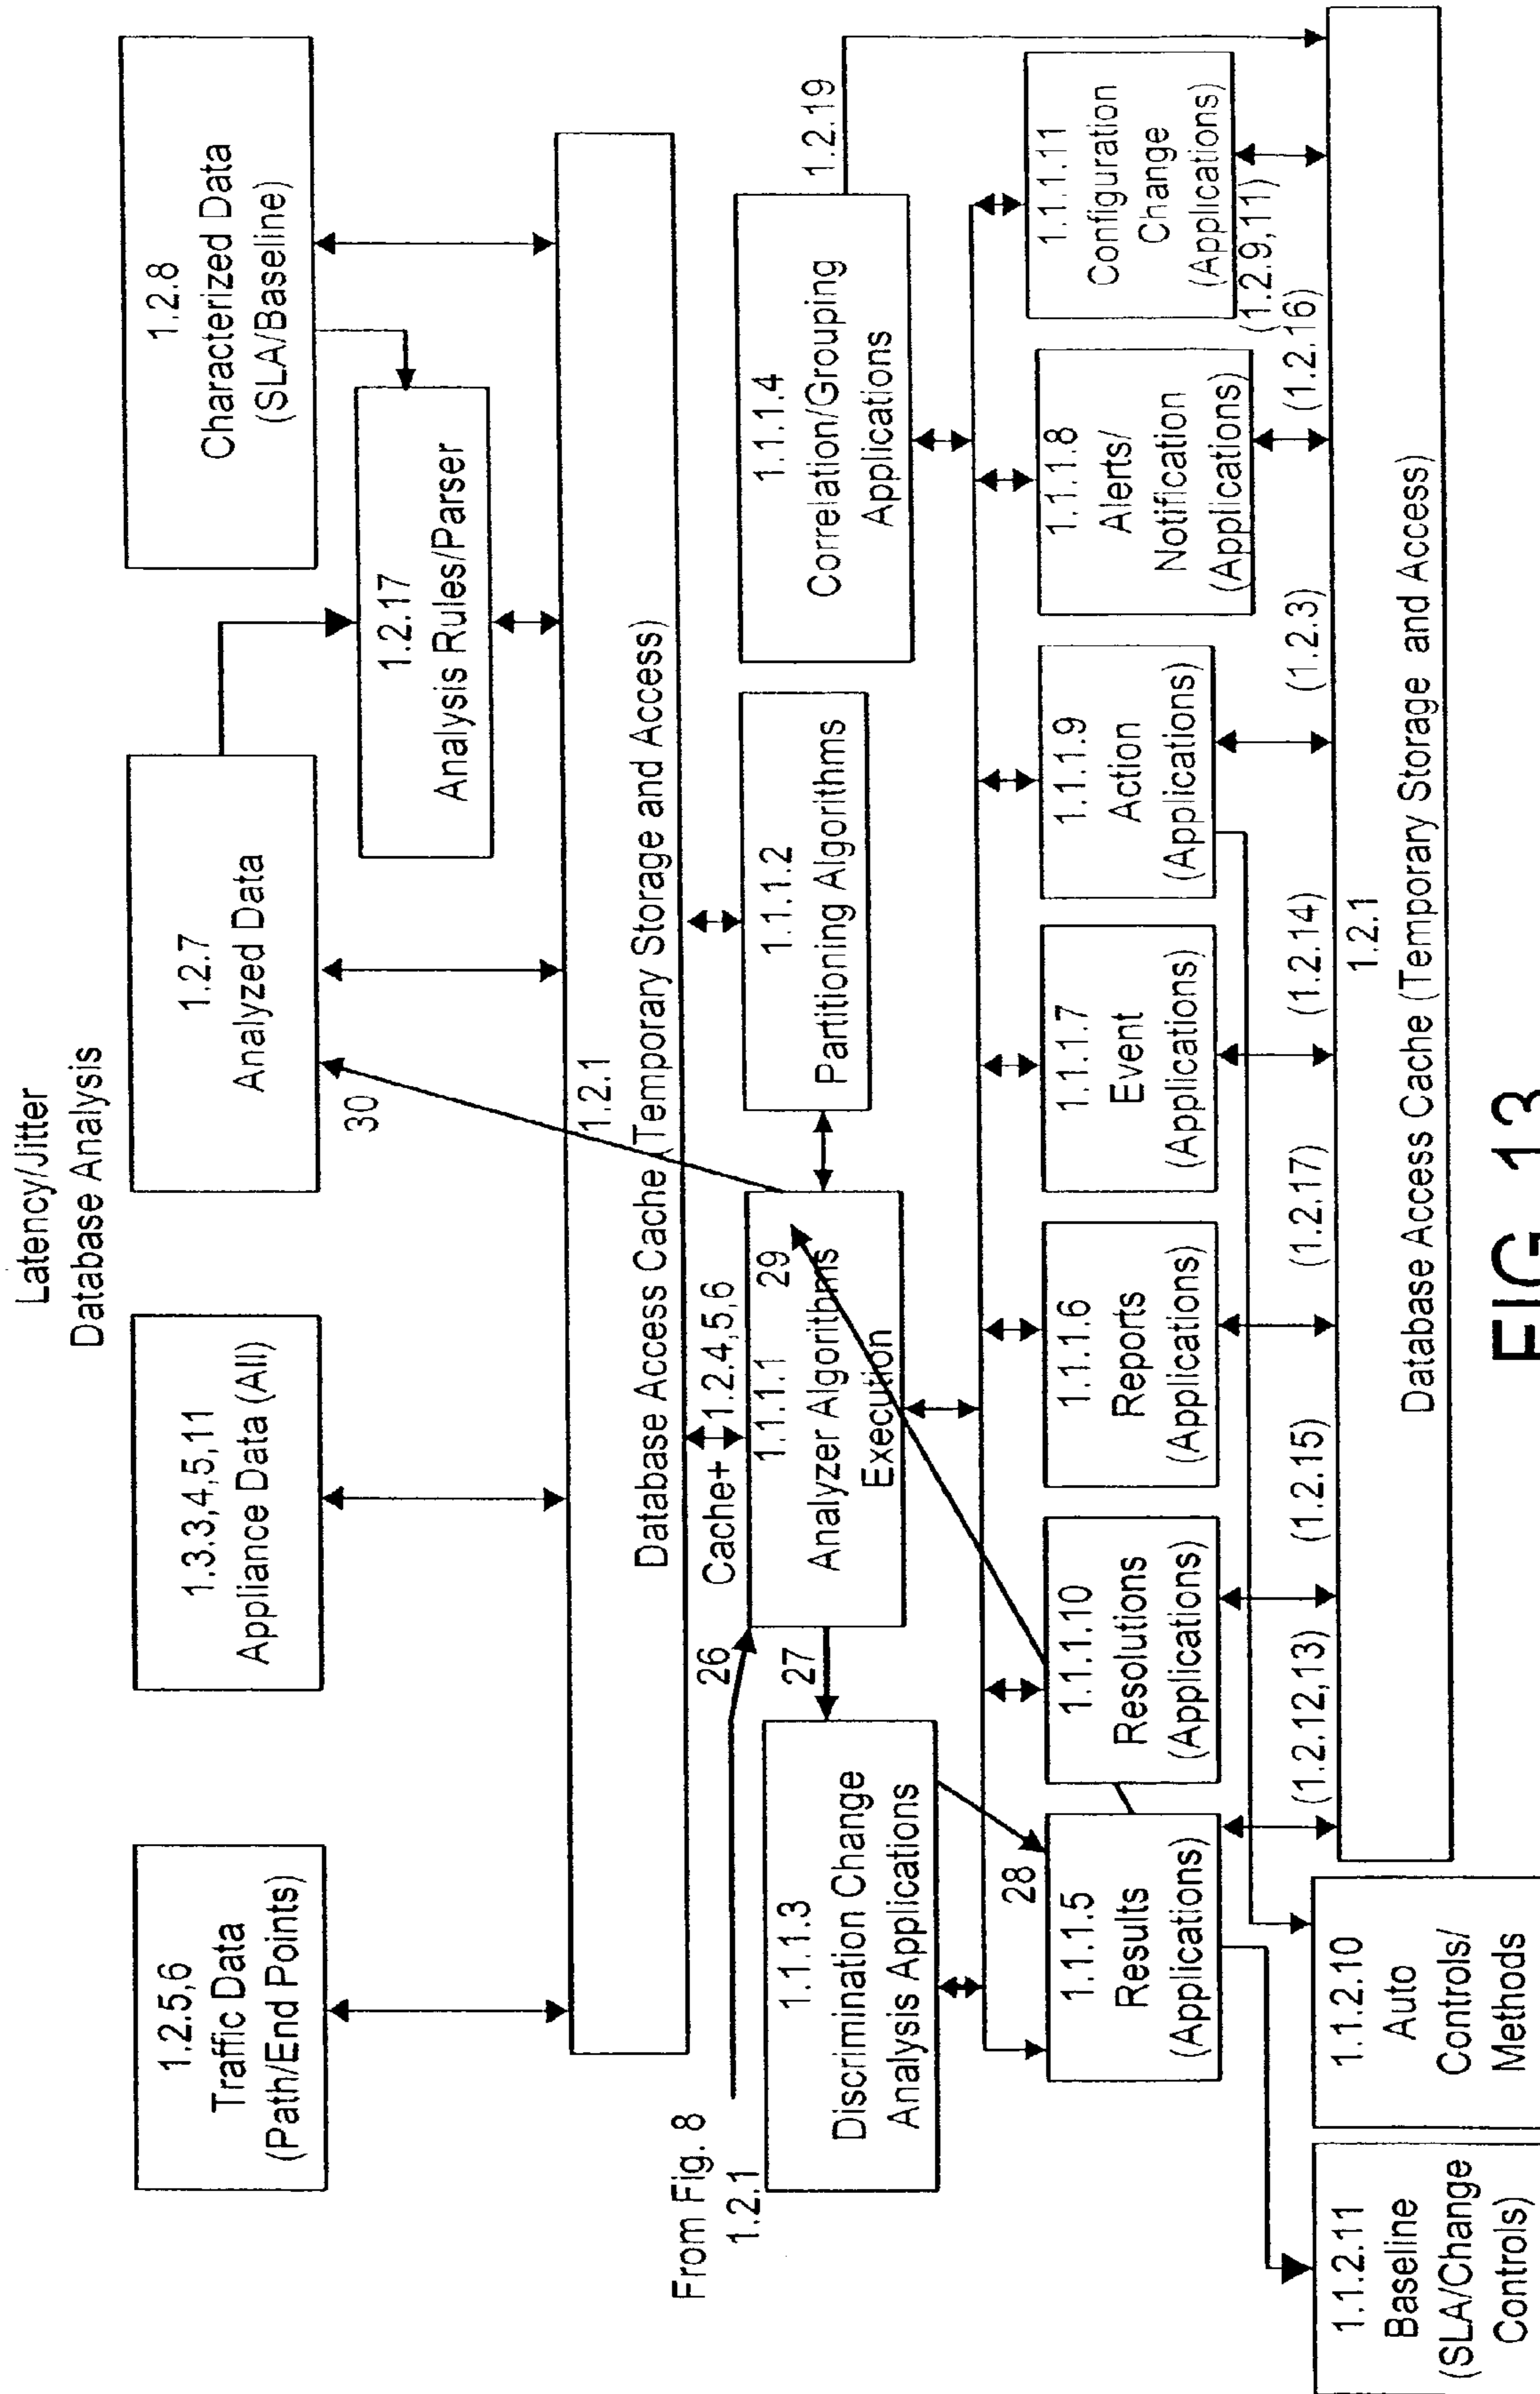 Latency/Jitter
Database Analysis
1.2.5,6
Traffic Data
(Path/End Points)
1.3.3,4,5,11
Appliance Data (All)
1.2.7
Analyzed Data
1.2.8
Characterized Data
(SLA/Baseline)
1.2.17
Analysis Rules/Parser
30
1.2.1
Database Access Cache (Temporary Storage and Access)
From Fig. 8
1.2.1
26
Cache+
1.2.4,5,6
27
1.1.1.3
Discrimination Change
Analysis Applications
1.1.1.1
29
Analyzer Algorithms
Execution
1.1.1.2
Partitioning Algorithms
1.1.1.4
Correlation/Grouping
Applications
1.2.19
28
1.1.1.5
Results
(Applications)
1.1.1.10
Resolutions
(Applications)
1.1.1.6
Reports
(Applications)
1.1.1.7
Event
(Applications)
1.1.1.9
Action
(Applications)
1.1.1.8
Alerts/
Notification
(Applications)
1.1.1.11
Configuration
Change
(Applications)
(1.2.12,13)
(1.2.15)
(1.2.17)
(1.2.14)
(1.2.3)
(1.2.16)
(1.2.9,11)
1.1.2.11
Baseline
(SLA/Change
Controls)
1.1.2.10
Auto
Controls/
Methods
1.2.1
Database Access Cache (Temporary Storage and Access)
FIG. 13